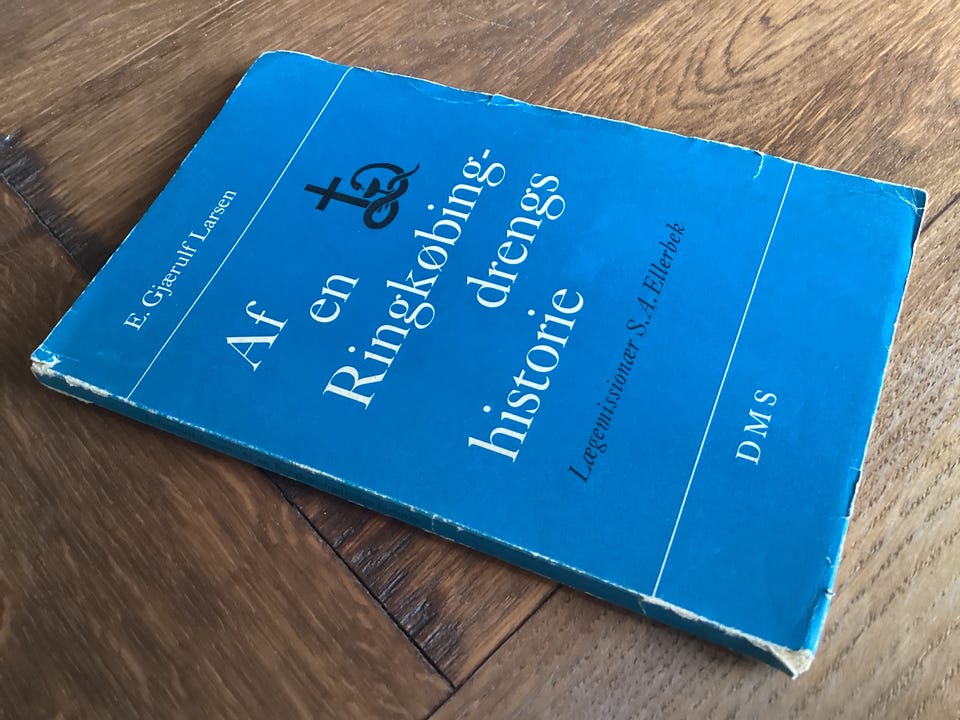 E. Gjærulf Larsen
Af
en
Ringkøbing-
drengs
historie
Lægemissionær S. A. Ellerbek
DMS